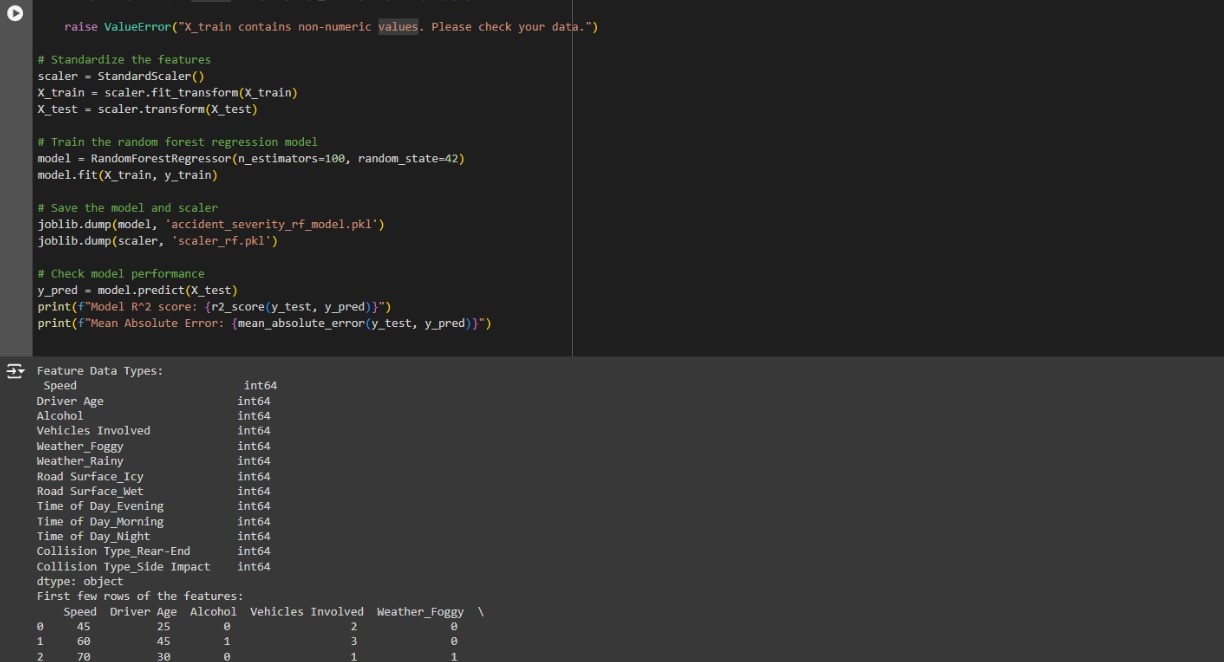 raise ValueError("X_train contains non-numeric values. Please check your data.")
# Standardize the features
scaler = StandardScaler()
X_train = scaler.fit_transform(X_train)
X_test = scaler.transform(X_test)
# Train the random forest regression model
model = RandomForestRegressor(n_estimators=100, random_state=42)
model.fit(X_train, y_train)
# Save the model and scaler
joblib.dump(model, 'accident_severity_rf_model.pkl')
joblib.dump(scaler, 'scaler_rf.pkl')
# Check model performance
y_pred = model.predict(X_test)
print(f"Model R^2 score: {r2_score(y_test, y_pred)}")
print(f"Mean Absolute Error: {mean_absolute_error(y_test, y_pred)}")
Feature Data Types:
Speed int64
Driver Age int64
Alcohol int64
Vehicles Involved int64
Weather_Foggy int64
Weather_Rainy int64
Road Surface_Icy int64
Road Surface_Wet int64
Time of Day_Evening int64
Time of Day_Morning int64
Time of Day_Night int64
Collision Type_Rear-End int64
Collision Type_Side Impact int64
dtype: object
First few rows of the features:
Speed Driver Age Alcohol Vehicles Involved Weather_Foggy \
0 45 25 0 2 0
1 60 45 1 3 0
2 70 30 0 1 1